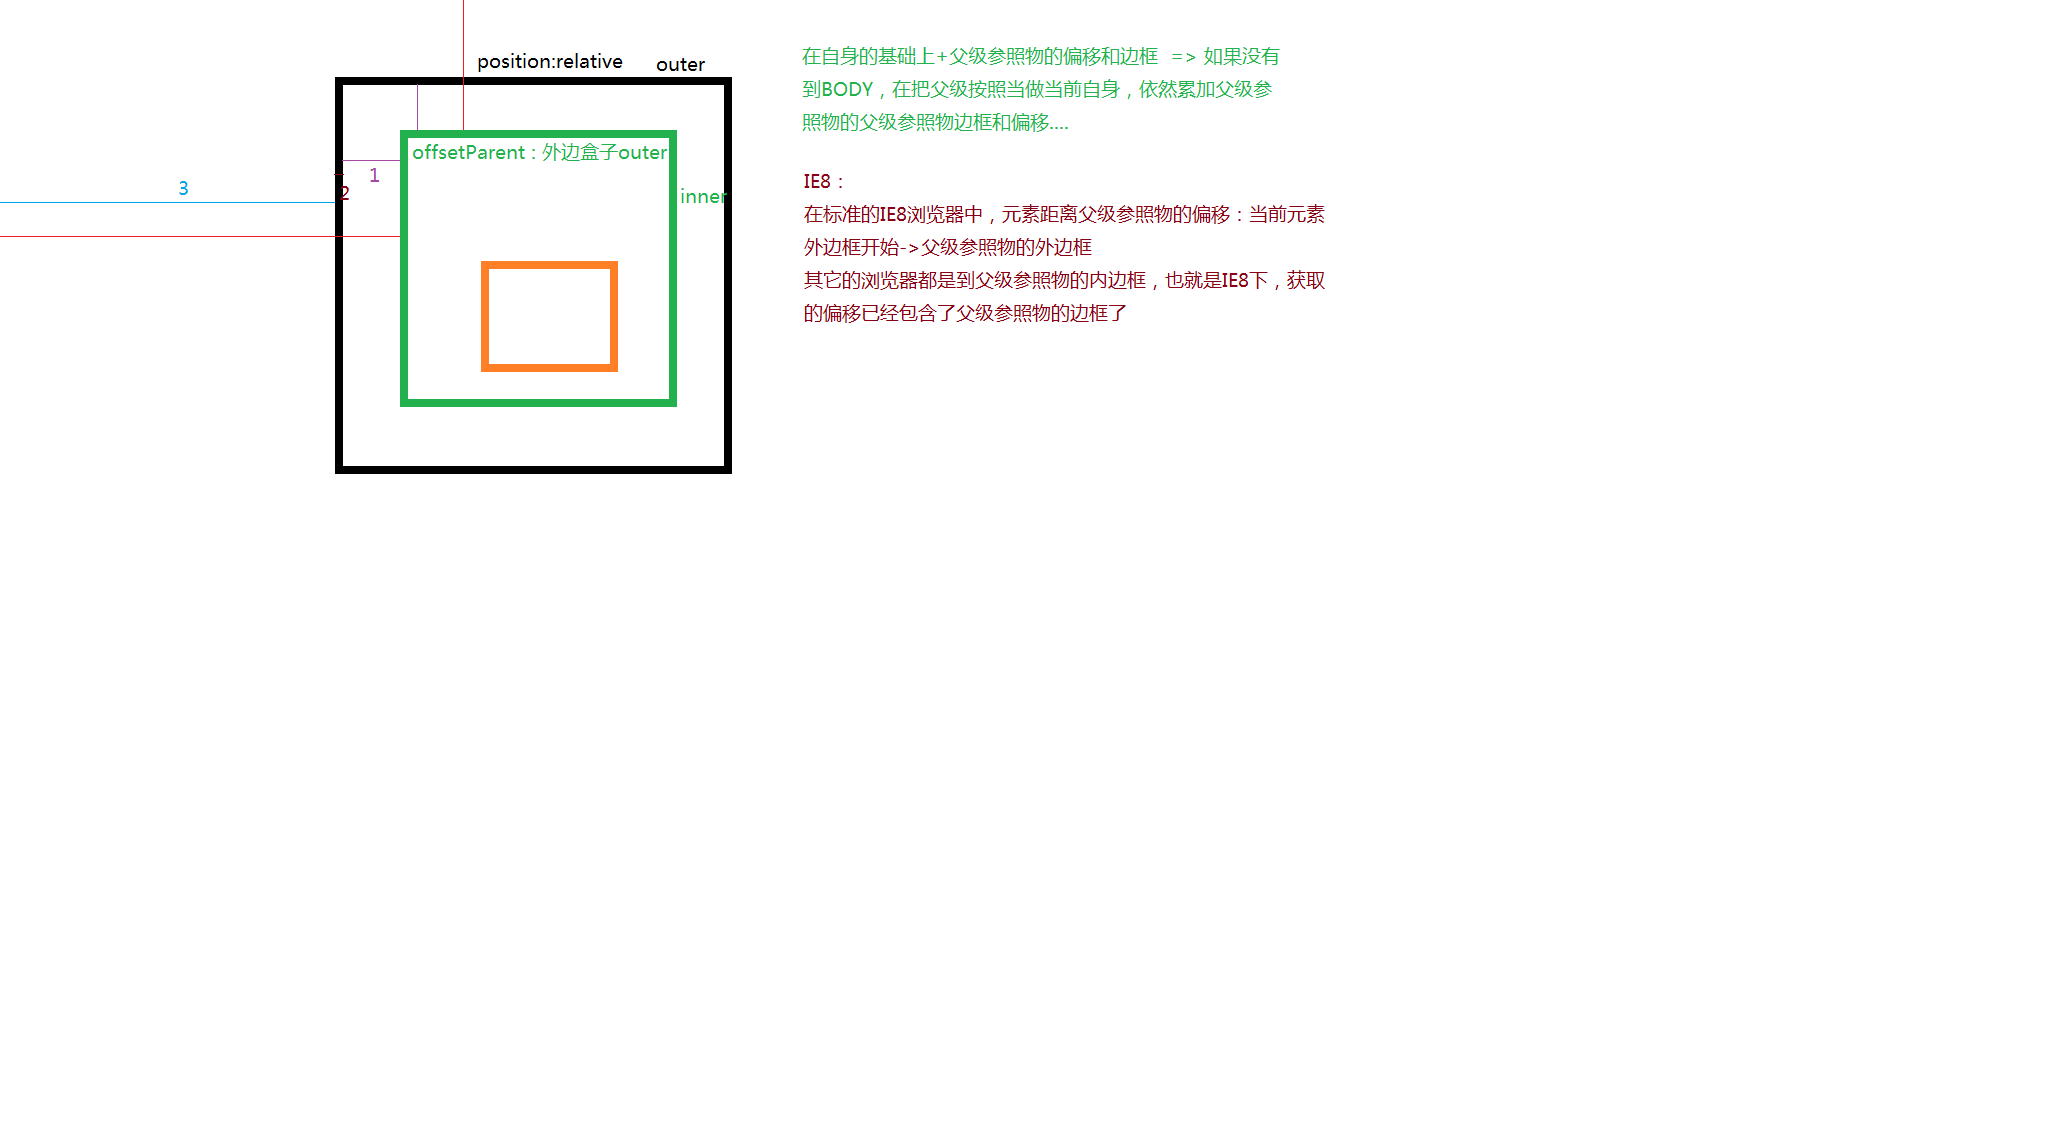 position:relative
outer
offsetParent：外边盒子outer
1
3
2
inner
在自身的基础上+父级参照物的偏移和边框 => 如果没有
到BODY，在把父级按照当做当前自身，依然累加父级参
照物的父级参照物边框和偏移....
IE8：
在标准的IE8浏览器中，元素距离父级参照物的偏移：当前元素
外边框开始->父级参照物的外边框
其它的浏览器都是到父级参照物的内边框，也就是IE8下，获取
的偏移已经包含了父级参照物的边框了